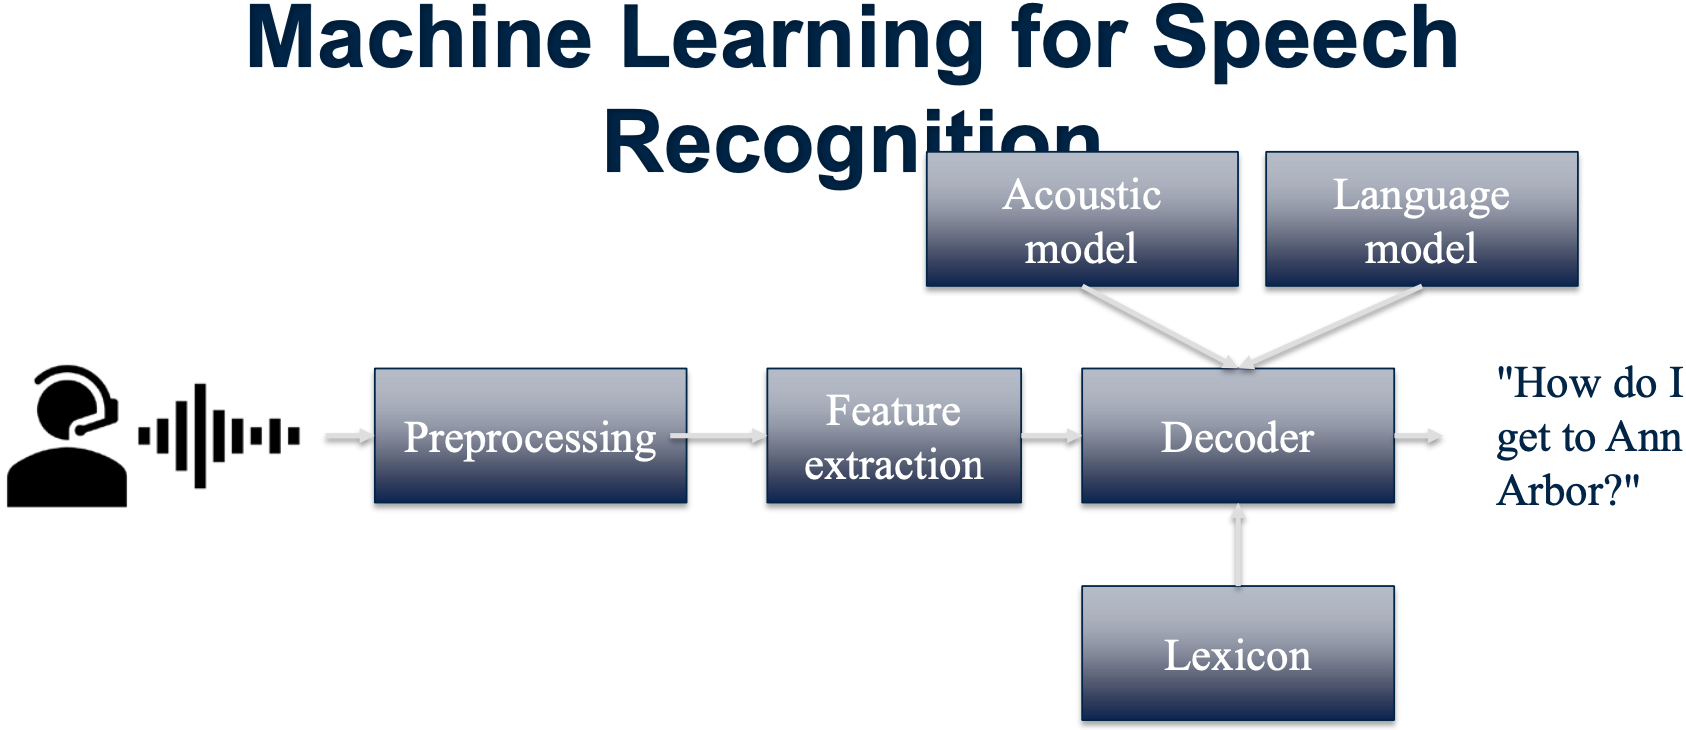 Machine Learning for Speech
Recognition
Acoustic
model
Language
model
Preprocessing
Feature
extraction
Decoder
"How do I
get to Ann
Arbor?"
Lexicon